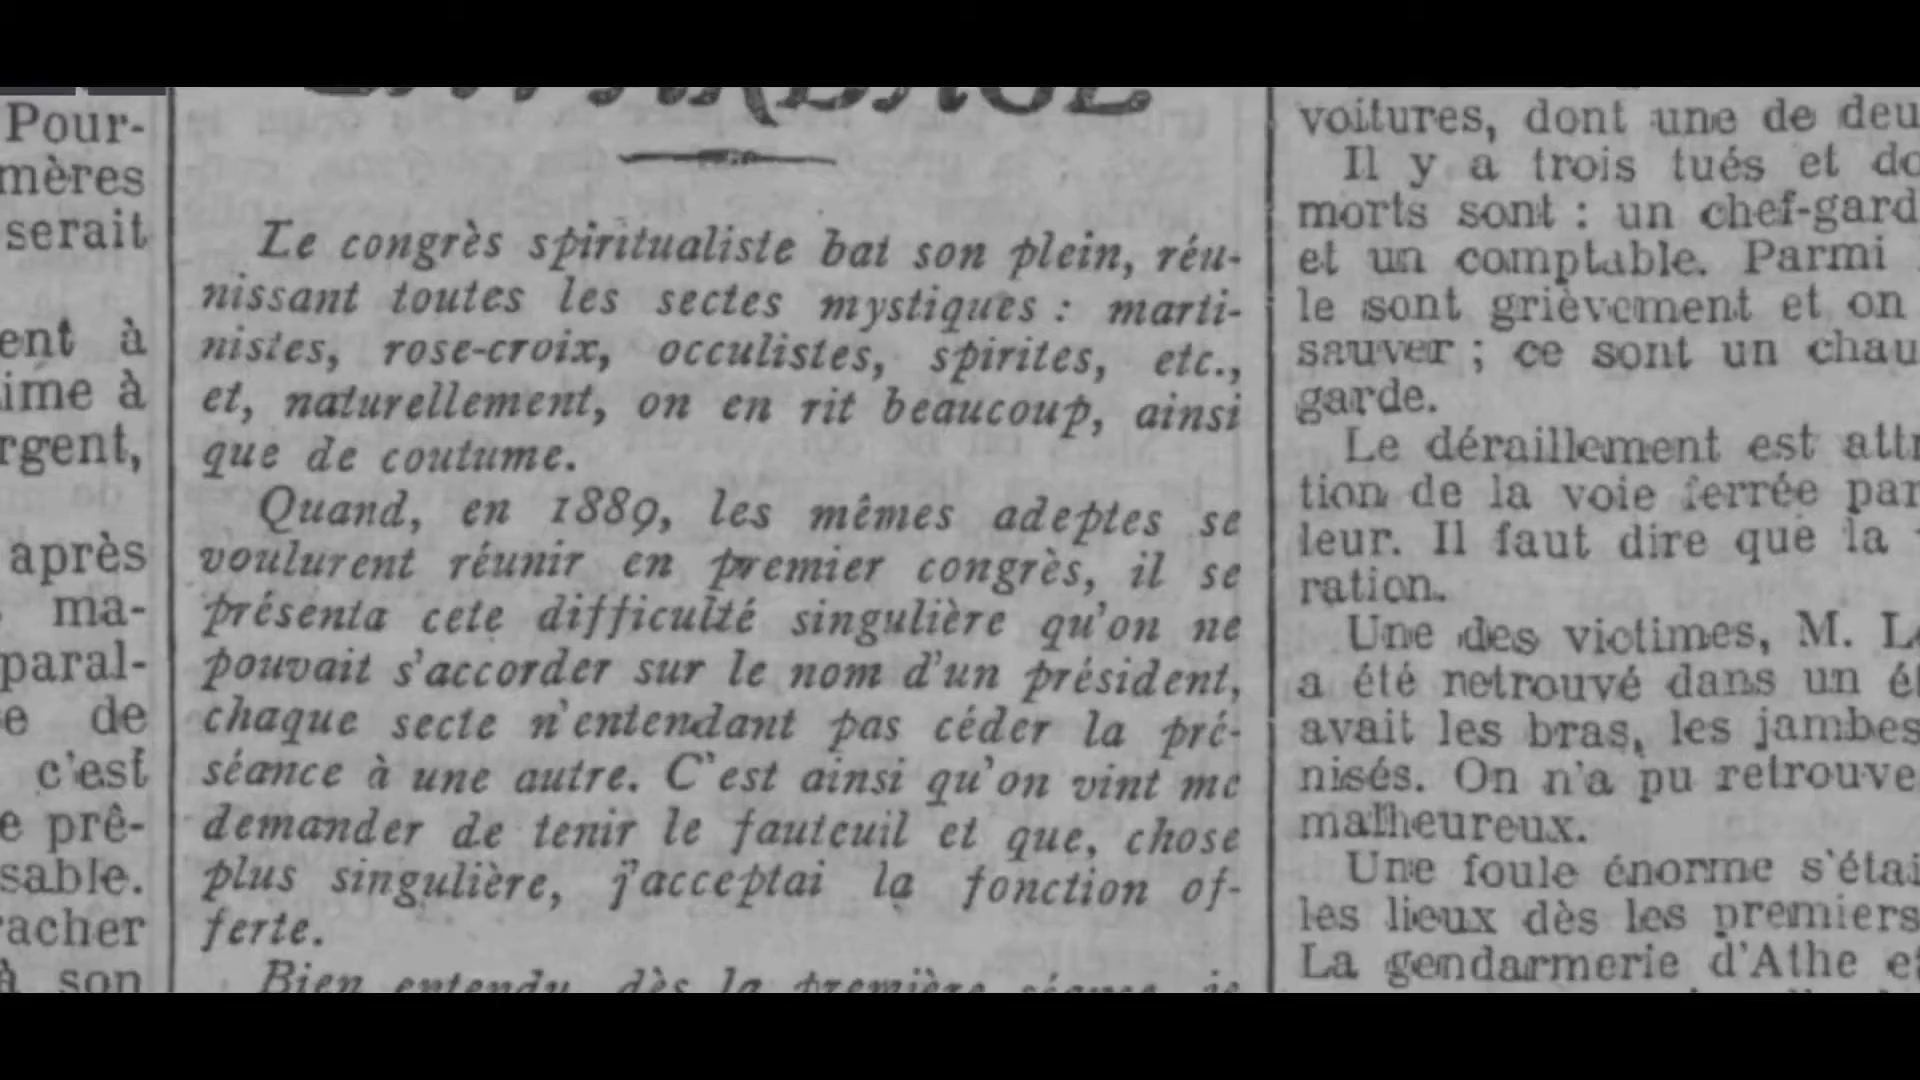 Pour-
mères
serait
ent à
ime à
rgent,
après
ma-
paral-
e de
c'est
e prê-
sable.
racher
à son
Le congrès spiritualiste bat son plein, réu-
nissant toutes les sectes mystiques : marti-
nistes, rose-croix, occulistes, spirites, etc.,
et, naturellement, on en rit beaucoup, ainsi
que de coutume.
Quand, en 1889, les mêmes adeptes se
voulurent réunir en premier congrès, il se
présenta cete difficulté singulière qu'on ne
pouvait s'accorder sur le nom d'un président,
chaque secte n'entendant pas céder la pré-
séance à une autre. C'est ainsi qu'on vint me
demander de tenir le fauteuil et que, chose
plus singulière, j'acceptai la fonction of-
ferte.
Bien entendu, dès la première séance, je
voitures, dont une de deu
Il y a trois tués et do
morts sont : un chef-gard
et un comptable. Parmi
le sont grièvement et on
sauver ; ce sont un chau
garde.
Le déraillement est attr
tion de la voie ferrée par
leur. Il faut dire que la
ration.
Une des victimes, M. L
a été retrouvé dans un
avait les bras, les jambes
nisés. On n'a pu retrouve
malheureux.
Une foule énorme s'étai
les lieux dès les premiers
La gendarmerie d'Athe et